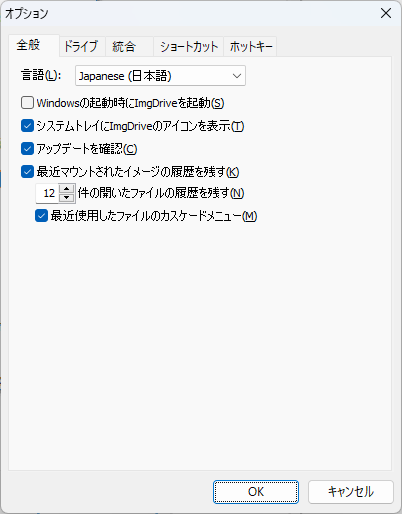 オプション
全般
ドライブ
統合
ショートカット
ホットキー
言語(L):
Japanese (日本語)
Windowsの起動時にImgDriveを起動(S)
システムトレイにImgDriveのアイコンを表示(T)
アップデートを確認(C)
最近マウントされたイメージの履歴を残す(K)
12 件の開いたファイルの履歴を残す(N)
最近使用したファイルのカスケードメニュー(M)
OK
キャンセル